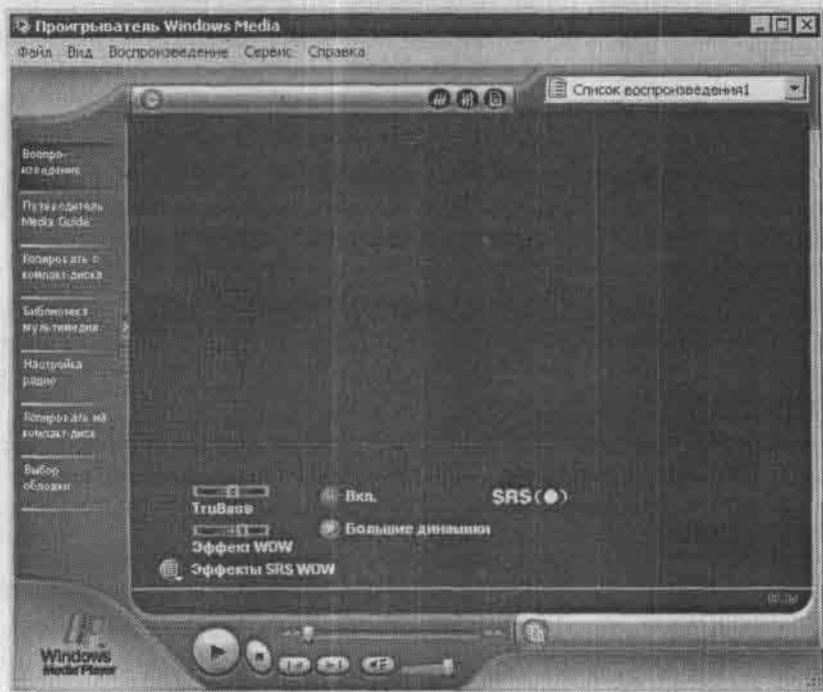 Проигрыватель Windows Media
Файл Вид Воспроизведение Сервис Справка
Список воспроизведения1
Воспро-
изведение
Путеводитель
Media Guide
Копировать с
компакт-диска
Библиотека
мультимедиа
Настройка
радио
Копировать на
компакт-диск
Выбор
обложки
TruBass
Вкл.
SRS
Эффект WOW
Большие динамики
Эффекты SRS WOW
Windows
Media Player